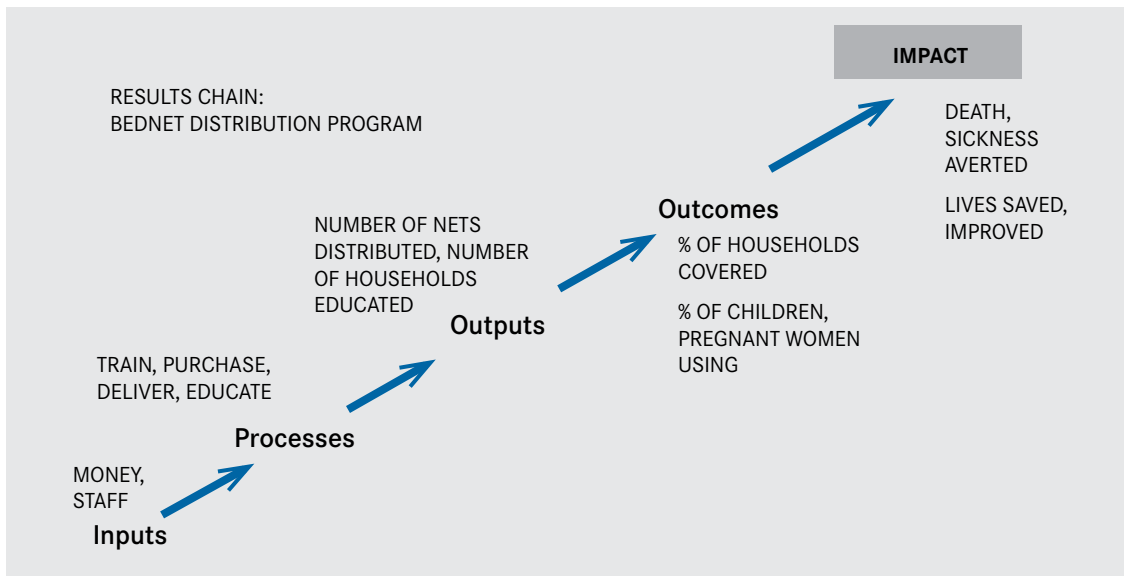 IMPACT
RESULTS CHAIN:
BEDNET DISTRIBUTION PROGRAM
DEATH,
SICKNESS
AVERTED
LIVES SAVED,
IMPROVED
Outcomes
% OF HOUSEHOLDS
COVERED
% OF CHILDREN,
PREGNANT WOMEN
USING
NUMBER OF NETS
DISTRIBUTED, NUMBER
OF HOUSEHOLDS
EDUCATED
Outputs
TRAIN, PURCHASE,
DELIVER, EDUCATE
Processes
MONEY,
STAFF
Inputs